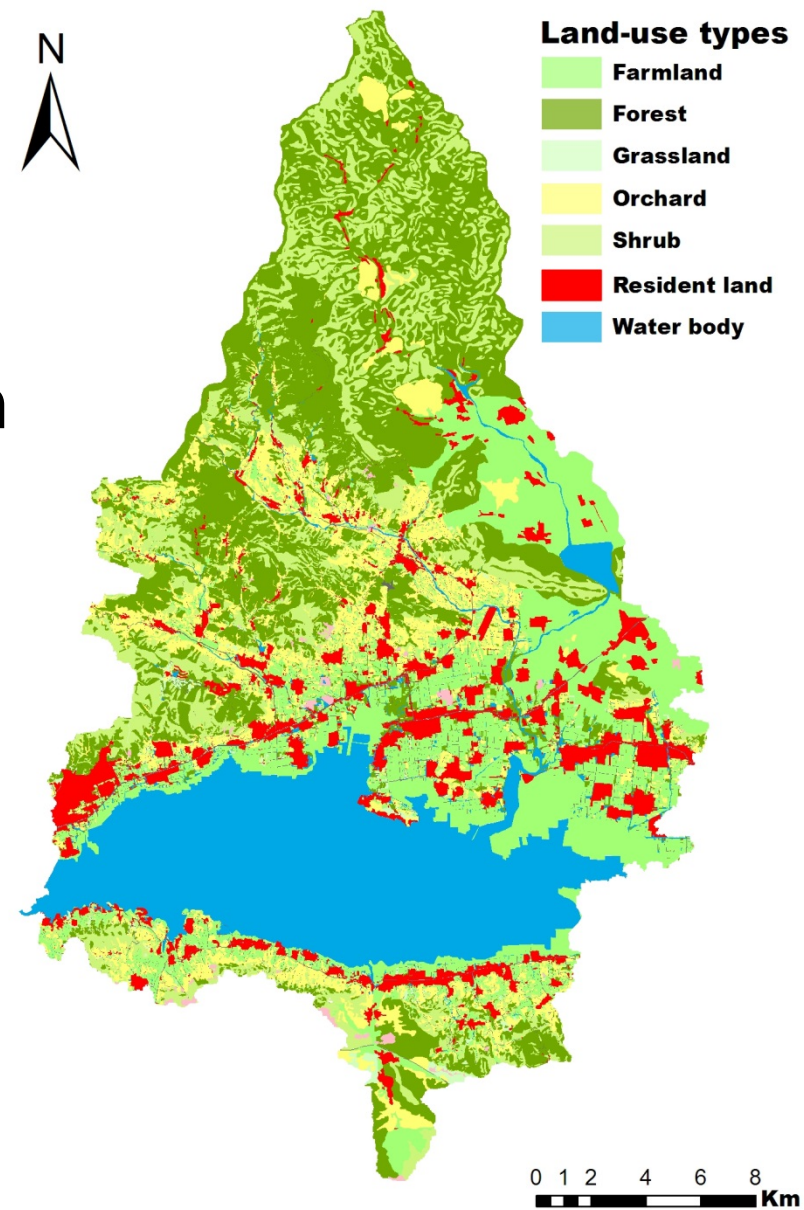 N
Land-use types
Farmland
Forest
Grassland
Orchard
Shrub
Resident land
Water body
n
0 1 2 4 6 8
Km